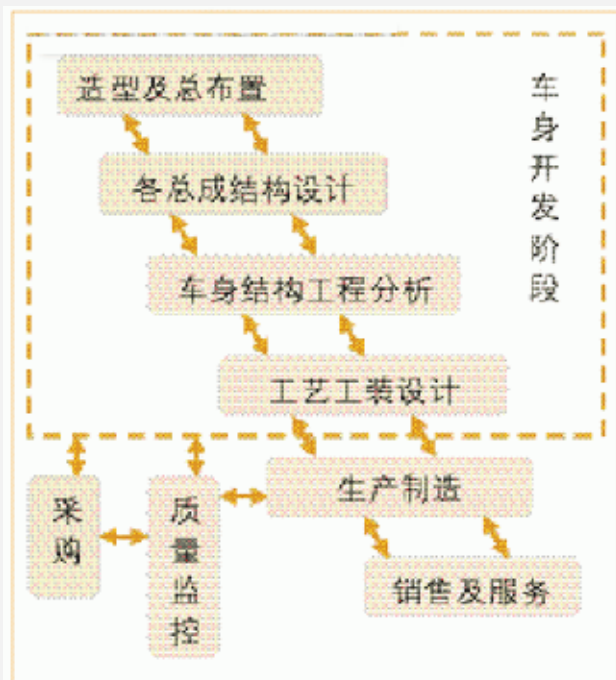 造型及总布置
车身开发阶段
各总成结构设计
车身结构工程分析
工艺工装设计
采购
质量监控
生产制造
销售及服务